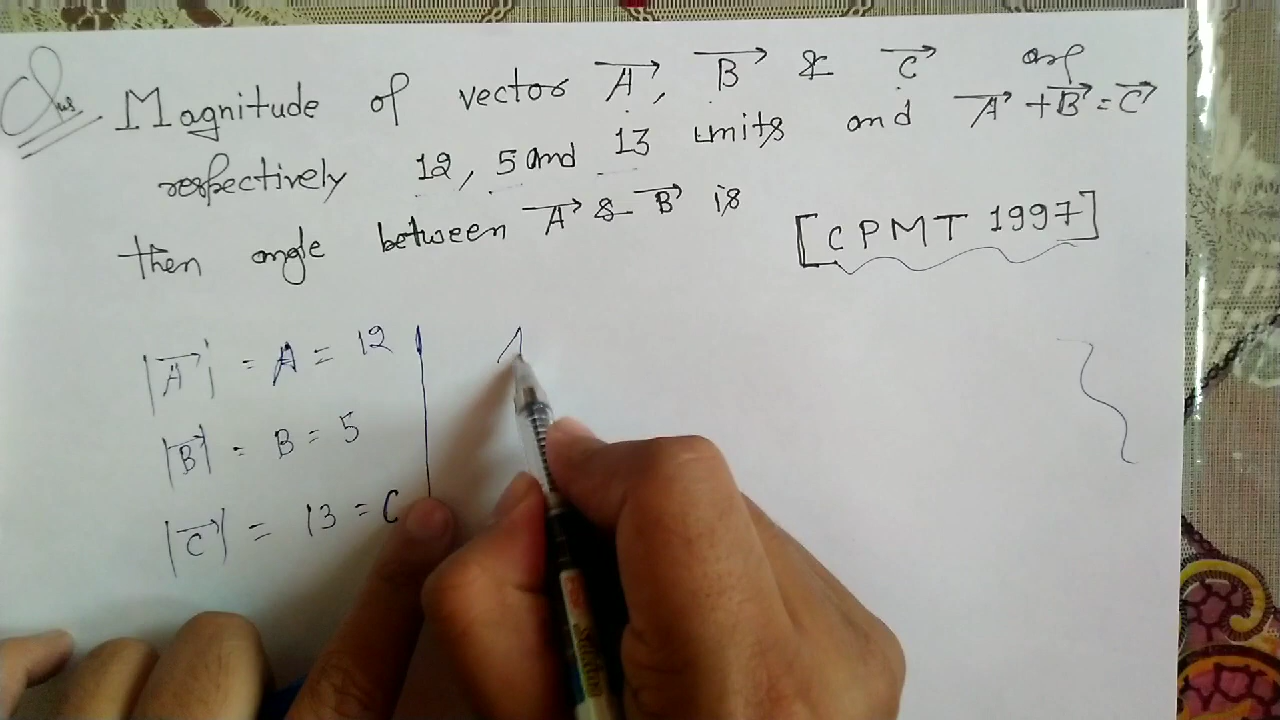 Ques. Magnitude of vector A, B & C are
respectively 12, 5 and 13 units and A + B = C
then angle between A & B is
[CPMT 1997]
|A| = A = 12
|B| = B = 5
|C| = 13 = C